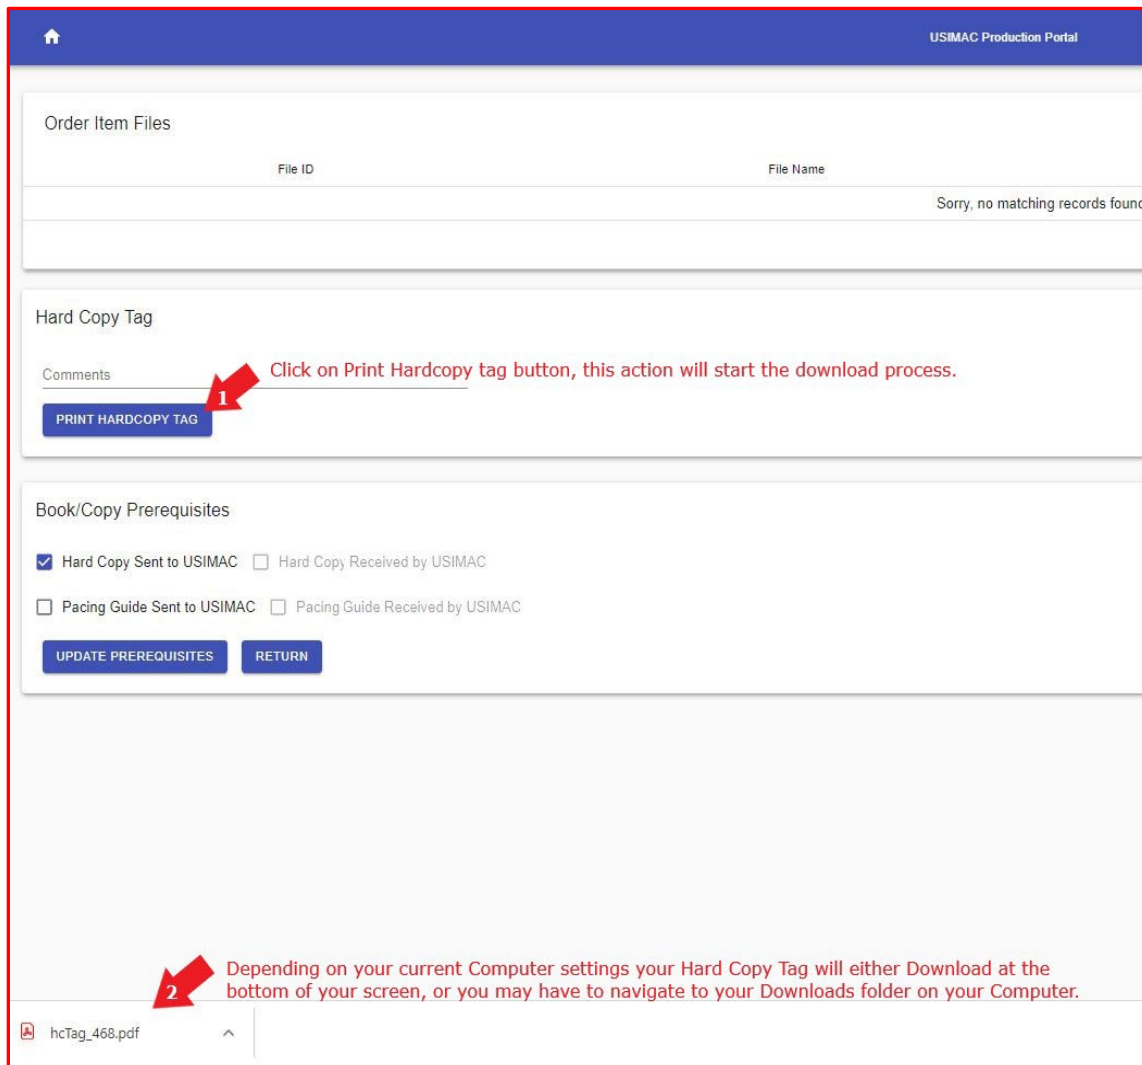 USIMAC Production Portal
Order Item Files
File ID File Name
Sorry, no matching records found
Hard Copy Tag
Click on Print Hardcopy tag button, this action will start the download process.
Comments
1
PRINT HARDCOPY TAG
Book/Copy Prerequisites
Hard Copy Sent to USIMAC Hard Copy Received by USIMAC
Pacing Guide Sent to USIMAC Pacing Guide Received by USIMAC
UPDATE PREREQUISITES RETURN
Depending on your current Computer settings your Hard Copy Tag will either Download at the
2 bottom of your screen, or you may have to navigate to your Downloads folder on your Computer.
hcTag_468.pdf